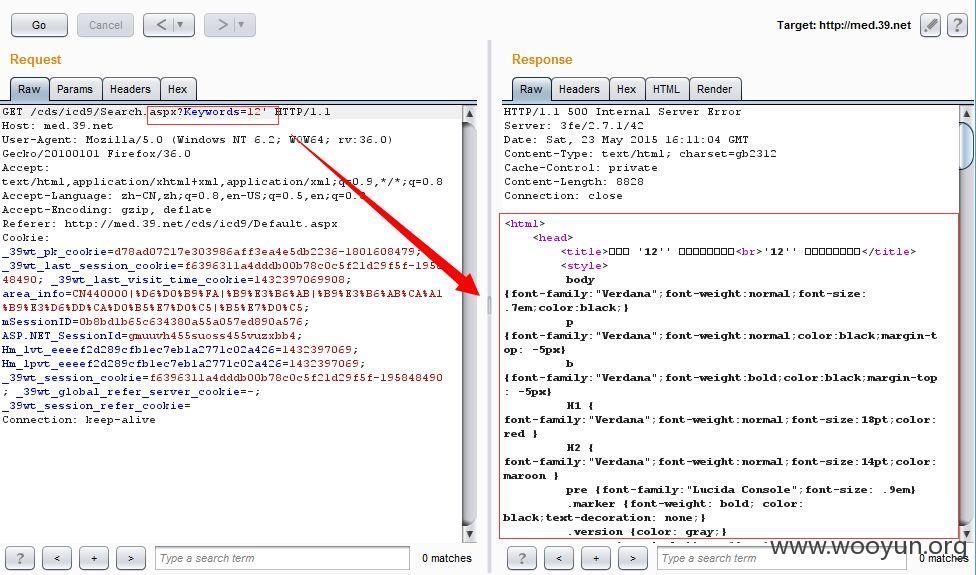 Go
Cancel
<
>
Target: http://med.39.net
?
Request
Raw
Params
Headers
Hex
GET /cds/icd9/Search.aspx?Keywords=12' HTTP/1.1
Host: med.39.net
User-Agent: Mozilla/5.0 (Windows NT 6.2; WOW64; rv:36.0)
Gecko/20100101 Firefox/36.0
Accept:
text/html,application/xhtml+xml,application/xml;q=0.9,*/*;q=0.8
Accept-Language: zh-CN,zh;q=0.8,en-US;q=0.5,en;q=0.3
Accept-Encoding: gzip, deflate
Referer: http://med.39.net/cds/icd9/Default.aspx
Cookie:
_39wt_pk_cookie=d78ad07217e303986aff3ea4e5db2236-1801608479;
_39wt_last_session_cookie=f6396311a4dddb00b78c0c5f21d29f5f-1958
48490; _39wt_last_visit_time_cookie=1432397069908;
area_info=CN440000|%D6%D0%B9%FA|%B9%E3%B6%AB|%B9%E3%B6%AB%CA%A1
%B9%E3%D6%DD%CA%D0%B5%E7%D0%C5|%B5%E7%D0%C5;
mSessionID=0b8bd1b65c634380a55a057ed890a576;
ASP.NET_SessionId=gmuuvh455suoss455vuzxbb4;
Hm_lvt_eeeef2d289cfb1ec7eb1a2771c02a426=1432397069;
Hm_lpvt_eeeef2d289cfb1ec7eb1a2771c02a426=1432397069;
_39wt_session_cookie=f6396311a4dddb00b78c0c5f21d29f5f-195848490
; _39wt_global_refer_server_cookie=-;
_39wt_session_refer_cookie=
Connection: keep-alive
?
<
+
>
Type a search term
0 matches
Response
Raw
Headers
Hex
HTML
Render
HTTP/1.1 500 Internal Server Error
Server: 3fe/2.7.1/42
Date: Sat, 23 May 2015 16:11:04 GMT
Content-Type: text/html; charset=gb2312
Cache-Control: private
Content-Length: 8828
Connection: close
<html>
<head>
<title>□□□ '12'' □□□□□□□□<br>'12'' □□□□□□□□</title>
<style>
body
{font-family:"Verdana";font-weight:normal;font-size:
.7em;color:black;}
p
{font-family:"Verdana";font-weight:normal;color:black;margin-t
op: -5px}
b
{font-family:"Verdana";font-weight:bold;color:black;margin-top
: -5px}
H1 {
font-family:"Verdana";font-weight:normal;font-size:18pt;color:
red }
H2 {
font-family:"Verdana";font-weight:normal;font-size:14pt;color:
maroon }
pre {font-family:"Lucida Console";font-size: .9em}
.marker {font-weight: bold; color:
black;text-decoration: none;}
.version {color: gray;}
?
<
+
>
Type a search term
0 matches
www.wooyun.org